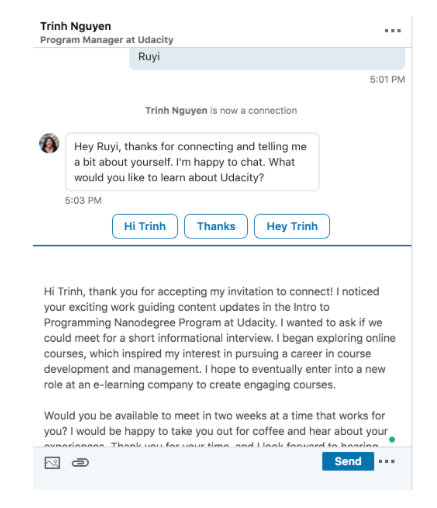 Trinh Nguyen
Program Manager at Udacity
Ruyi
5:01 PM
Trinh Nguyen is now a connection
Hey Ruyi, thanks for connecting and telling me
a bit about yourself. I'm happy to chat. What
would you like to learn about Udacity?
5:03 PM
Hi Trinh Thanks Hey Trinh
Hi Trinh, thank you for accepting my invitation to connect! I noticed
your exciting work guiding content updates in the Intro to
Programming Nanodegree Program at Udacity. I wanted to ask if we
could meet for a short informational interview. I began exploring online
courses, which inspired my interest in pursuing a career in course
development and management. I hope to eventually enter into a new
role at an e-learning company to create engaging courses.
Would you be available to meet in two weeks at a time that works for
you? I would be happy to take you out for coffee and hear about your
experiences. Thank you for your time, and I look forward to hearing
Send